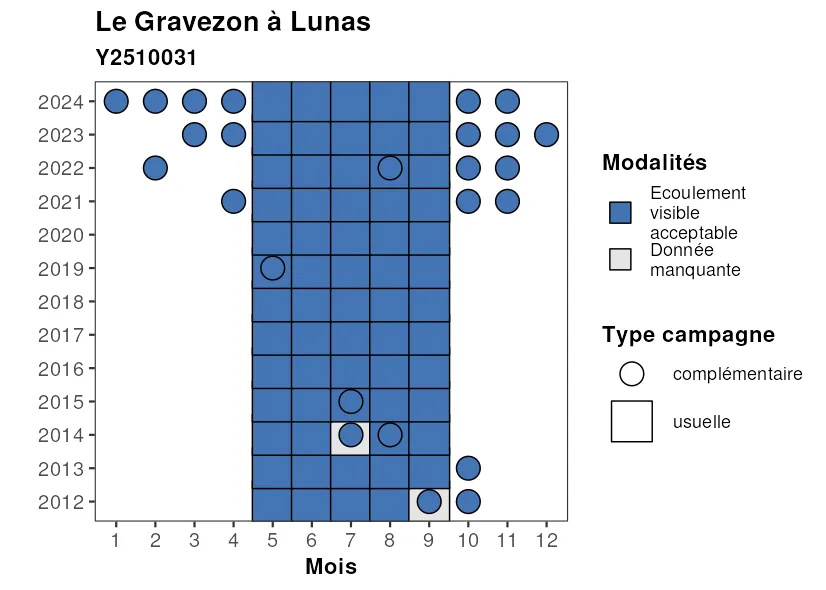 Le Gravezon à Lunas
Y2510031
2024
2023
2022
2021
2020
2019
2018
2017
2016
2015
2014
2013
2012
1 2 3 4 5 6 7 8 9 10 11 12
Mois
Modalités
Ecoulement
visible
acceptable
Donnée
manquante
Type campagne
complémentaire
usuelle